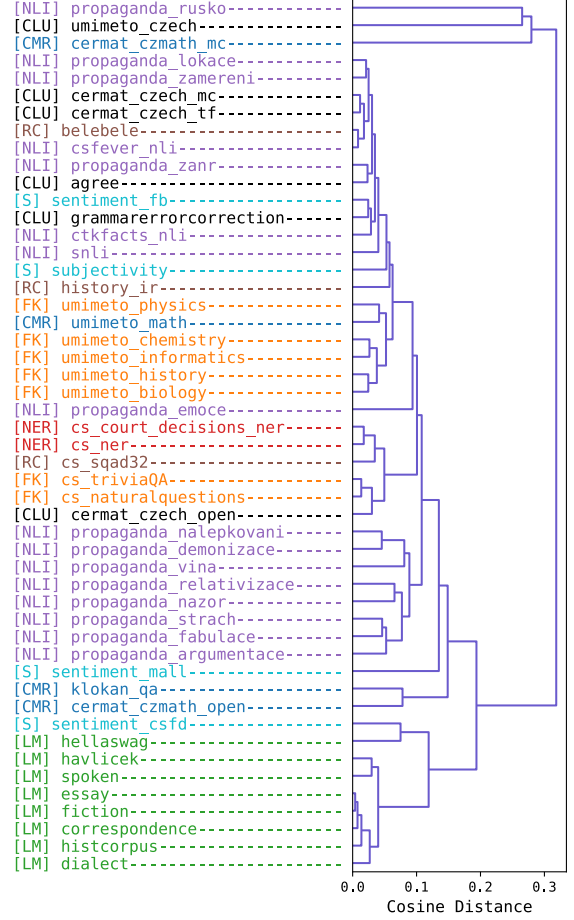 [NLI] propaganda_rusko
[CLU] umimeto_czech
[CMR] cermat_czmath_mc
[NLI] propaganda_lokace
[NLI] propaganda_zamereni
[CLU] cermat_czech_mc
[CLU] cermat_czech_tf
[RC] belebele
[NLI] csfever_nli
[NLI] propaganda_zanr
[CLU] agree
[S] sentiment_fb
[CLU] grammarerrorcorrection
[NLI] ctkfacts_nli
[NLI] snli
[S] subjectivity
[RC] history_ir
[FK] umimeto_physics
[CMR] umimeto_math
[FK] umimeto_chemistry
[FK] umimeto_informatics
[FK] umimeto_history
[FK] umimeto_biology
[NLI] propaganda_emoce
[NER] cs_court_decisions_ner
[NER] cs_ner
[RC] cs_sqad32
[FK] cs_triviaQA
[FK] cs_naturalquestions
[CLU] cermat_czech_open
[NLI] propaganda_nalepkovani
[NLI] propaganda_demonizace
[NLI] propaganda_vina
[NLI] propaganda_relativizace
[NLI] propaganda_nazor
[NLI] propaganda_strach
[NLI] propaganda_fabulace
[NLI] propaganda_argumentace
[S] sentiment_mall
[CMR] klokan_qa
[CMR] cermat_czmath_open
[S] sentiment_csfd
[LM] hellaswag
[LM] havlicek
[LM] spoken
[LM] essay
[LM] fiction
[LM] correspondence
[LM] histcorpus
[LM] dialect
0.0 0.1 0.2 0.3
Cosine Distance